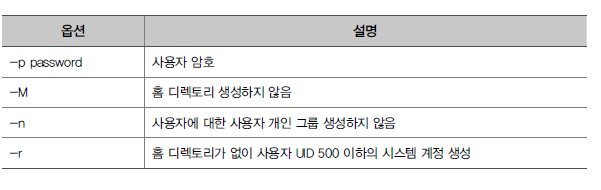 옵션 설명
–p password 사용자 암호
–M 홈 디렉토리 생성하지 않음
–n 사용자에 대한 사용자 개인 그룹 생성하지 않음
–r 홈 디렉토리가 없이 사용자 UID 500 이하의 시스템 계정 생성